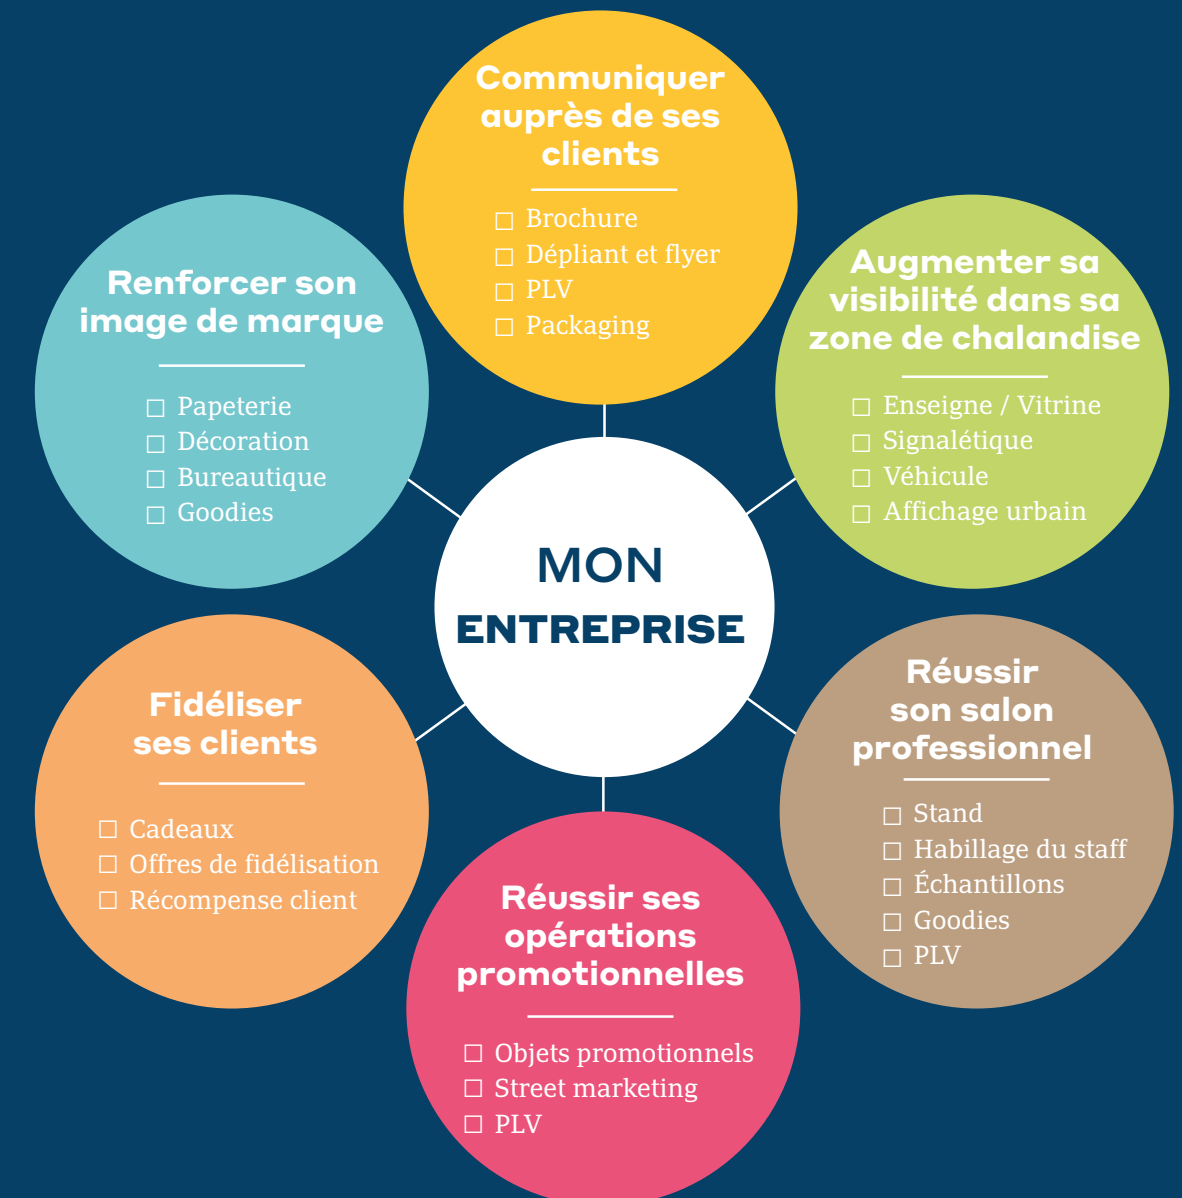 Communiquer
auprès de ses
clients
☐ Brochure
☐ Dépliant et flyer
☐ PLV
☐ Packaging
Renforcer son
image de marque
☐ Papeterie
☐ Décoration
☐ Bureautique
☐ Goodies
Augmenter sa
visibilité dans sa
zone de chalandise
☐ Enseigne / Vitrine
☐ Signalétique
☐ Véhicule
☐ Affichage urbain
MON
ENTREPRISE
Fidéliser
ses clients
☐ Cadeaux
☐ Offres de fidélisation
☐ Récompense client
Réussir
son salon
professionnel
☐ Stand
☐ Habillage du staff
☐ Échantillons
☐ Goodies
☐ PLV
Réussir ses
opérations
promotionnelles
☐ Objets promotionnels
☐ Street marketing
☐ PLV